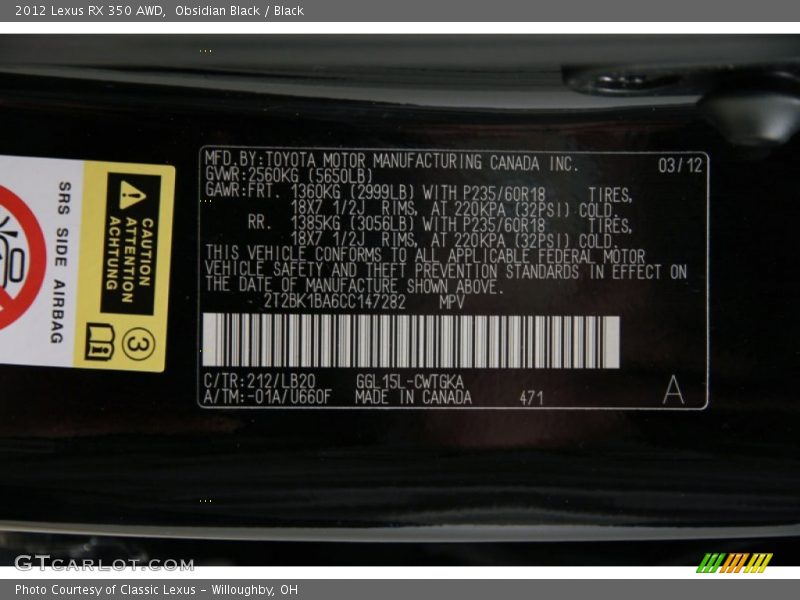 2012 Lexus RX 350 AWD,  Obsidian Black / Black
MFD.BY:TOYOTA MOTOR MANUFACTURING CANADA INC. 03/12
GVWR:2560KG (5650LB)
GAWR:FRT. 1360KG (2999LB) WITH P235/60R18 TIRES,
18X7 1/2J RIMS, AT 220KPA (32PSI) COLD.
RR. 1385KG (3056LB) WITH P235/60R18 TIRES,
18X7 1/2J RIMS, AT 220KPA (32PSI) COLD.
THIS VEHICLE CONFORMS TO ALL APPLICABLE FEDERAL MOTOR
VEHICLE SAFETY AND THEFT PREVENTION STANDARDS IN EFFECT ON
THE DATE OF MANUFACTURE SHOWN ABOVE.
2T2BK1BA6CC147282 MPV
C/TR:212/LB20 GGL15L-CWTGKA
A/TM:-01A/U660F MADE IN CANADA 471 A
SRS SIDE AIRBAG
CAUTION
ATTENTION
ACHTUNG
3
GTCARLOT.COM
Photo Courtesy of Classic Lexus - Willoughby, OH